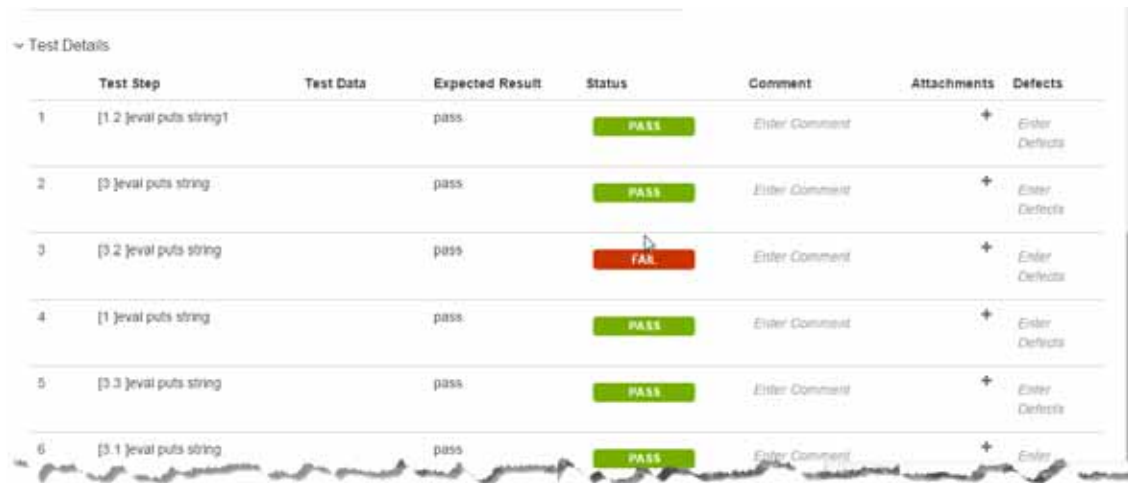 Test Details
Test Step Test Data Expected Result Status Comment Attachments Defects
1 [1.2 ]eval puts string1 pass PASS Enter Comment + Enter
Defects
2 [3 ]eval puts string pass PASS Enter Comment + Enter
Defects
3 [3.2 ]eval puts string pass FAIL Enter Comment + Enter
Defects
4 [1 ]eval puts string pass PASS Enter Comment + Enter
Defects
5 [3.3 ]eval puts string pass PASS Enter Comment + Enter
Defects
6 [3.1 ]eval puts string pass PASS Enter Comment + Enter